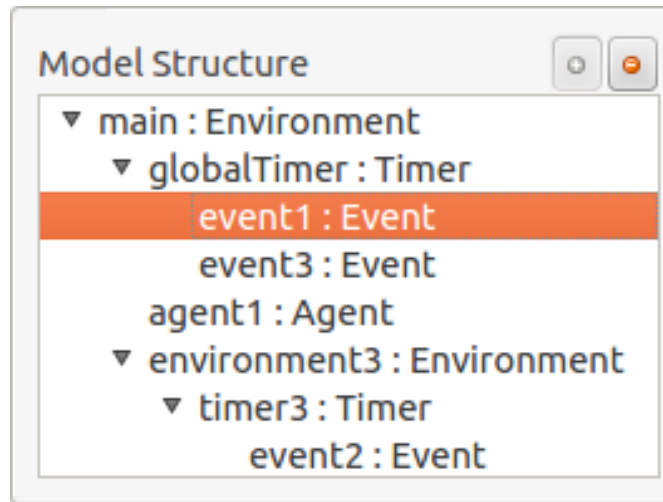 Model Structure
main : Environment
globalTimer : Timer
event1 : Event
event3 : Event
agent1 : Agent
environment3 : Environment
timer3 : Timer
event2 : Event